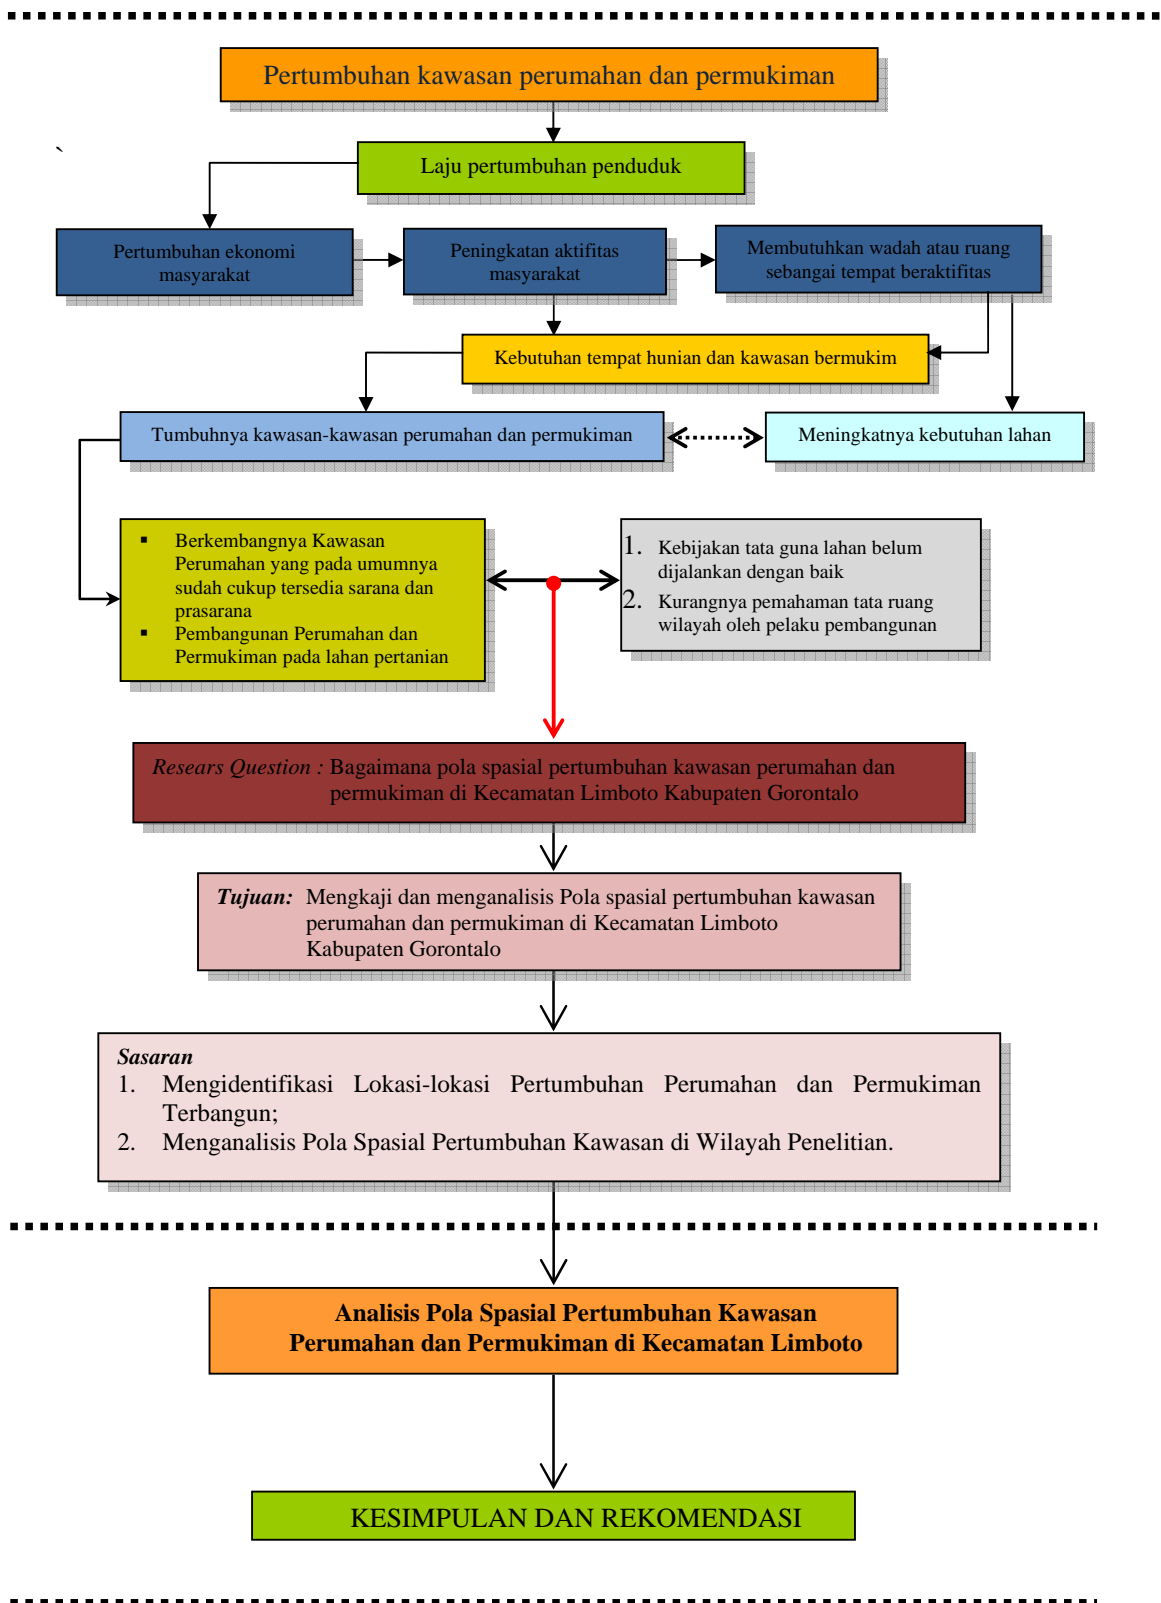 Pertumbuhan kawasan perumahan dan permukiman
`
Laju pertumbuhan penduduk
Pertumbuhan ekonomi
masyarakat
Peningkatan aktifitas
masyarakat
Membutuhkan wadah atau ruang
sebangai tempat beraktifitas
Kebutuhan tempat hunian dan kawasan bermukim
Tumbuhnya kawasan-kawasan perumahan dan permukiman
Meningkatnya kebutuhan lahan
▪ Berkembangnya Kawasan
Perumahan yang pada umumnya
sudah cukup tersedia sarana dan
prasarana
▪ Pembangunan Perumahan dan
Permukiman pada lahan pertanian
1. Kebijakan tata guna lahan belum
dijalankan dengan baik
2. Kurangnya pemahaman tata ruang
wilayah oleh pelaku pembangunan
Resears Question : Bagaimana pola spasial pertumbuhan kawasan perumahan dan
permukiman di Kecamatan Limboto Kabupaten Gorontalo
Tujuan: Mengkaji dan menganalisis Pola spasial pertumbuhan kawasan
perumahan dan permukiman di Kecamatan Limboto
Kabupaten Gorontalo
Sasaran
1. Mengidentifikasi Lokasi-lokasi Pertumbuhan Perumahan dan Permukiman
Terbangun;
2. Menganalisis Pola Spasial Pertumbuhan Kawasan di Wilayah Penelitian.
Analisis Pola Spasial Pertumbuhan Kawasan
Perumahan dan Permukiman di Kecamatan Limboto
KESIMPULAN DAN REKOMENDASI